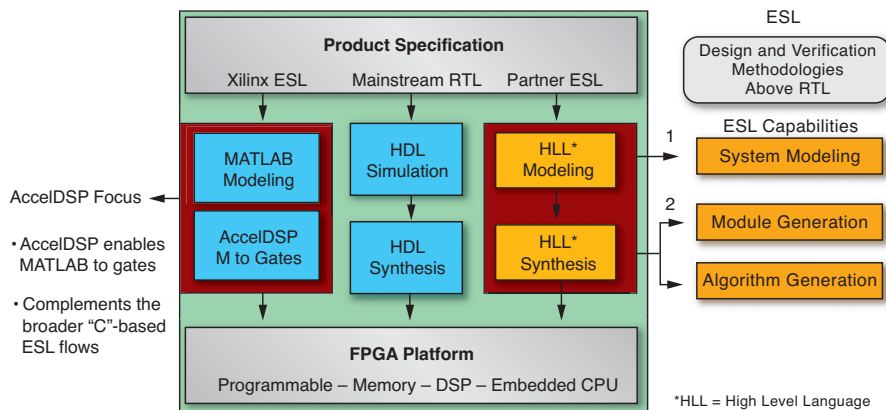 Product Specification
Xilinx ESL
Mainstream RTL
Partner ESL
MATLAB
Modeling
AccelDSP
M to Gates
HDL
Simulation
HDL
Synthesis
HLL*
Modeling
HLL*
Synthesis
FPGA Platform
Programmable – Memory – DSP – Embedded CPU
AccelDSP Focus
• AccelDSP enables
MATLAB to gates
• Complements the
broader “C”-based
ESL flows
ESL
Design and Verification
Methodologies
Above RTL
ESL Capabilities
1
System Modeling
2
Module Generation
Algorithm Generation
*HLL = High Level Language